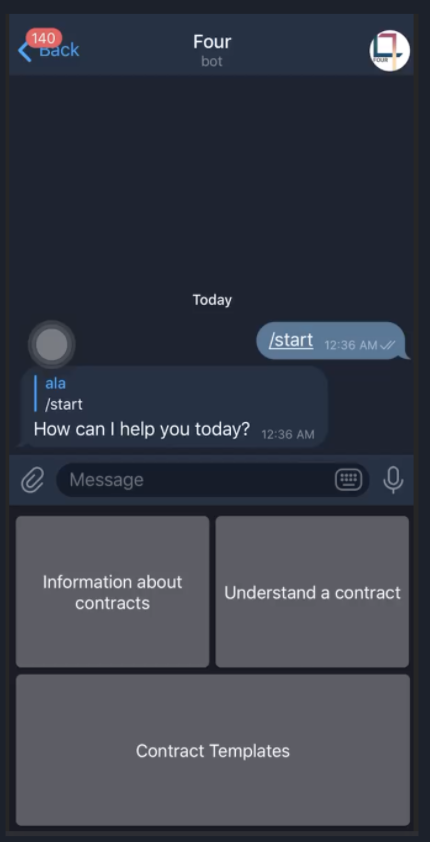 140
Back
Four
bot
FOUR
Today
/start 12:36 AM
ala
/start
How can I help you today? 12:36 AM
Message
Information about
contracts
Understand a contract
Contract Templates